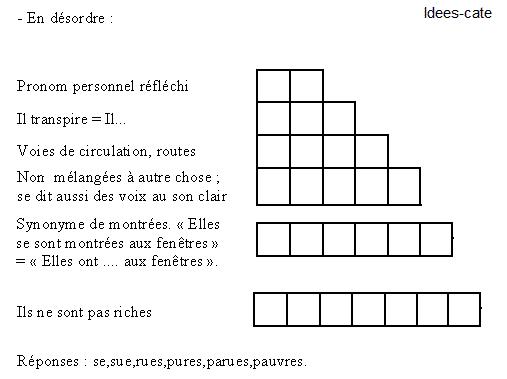 Idees-cate
- En désordre :
Pronom personnel réfléchi
Il transpire = Il...
Voies de circulation, routes
Non mélangées à autre chose ;
se dit aussi des voix au son clair
Synonyme de montrées. « Elles
se sont montrées aux fenêtres »
= « Elles ont .... aux fenêtres ».
Ils ne sont pas riches
Réponses : se,sue,rues,pures,parues,pauvres.